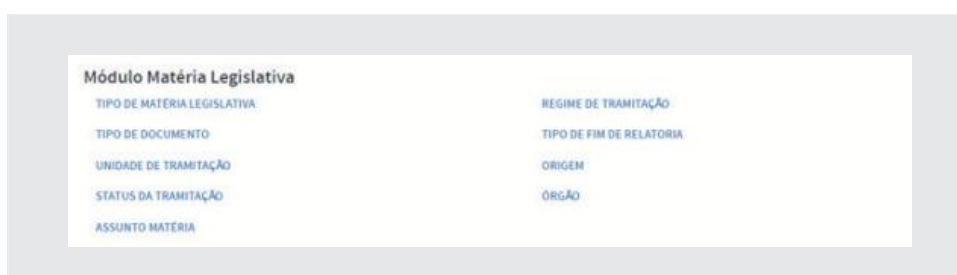 Módulo Matéria Legislativa
TIPO DE MATÉRIA LEGISLATIVA
REGIME DE TRAMITAÇÃO
TIPO DE DOCUMENTO
TIPO DE FIM DE RELATORIA
UNIDADE DE TRAMITAÇÃO
ORIGEM
STATUS DA TRAMITAÇÃO
ÓRGÃO
ASSUNTO MATÉRIA